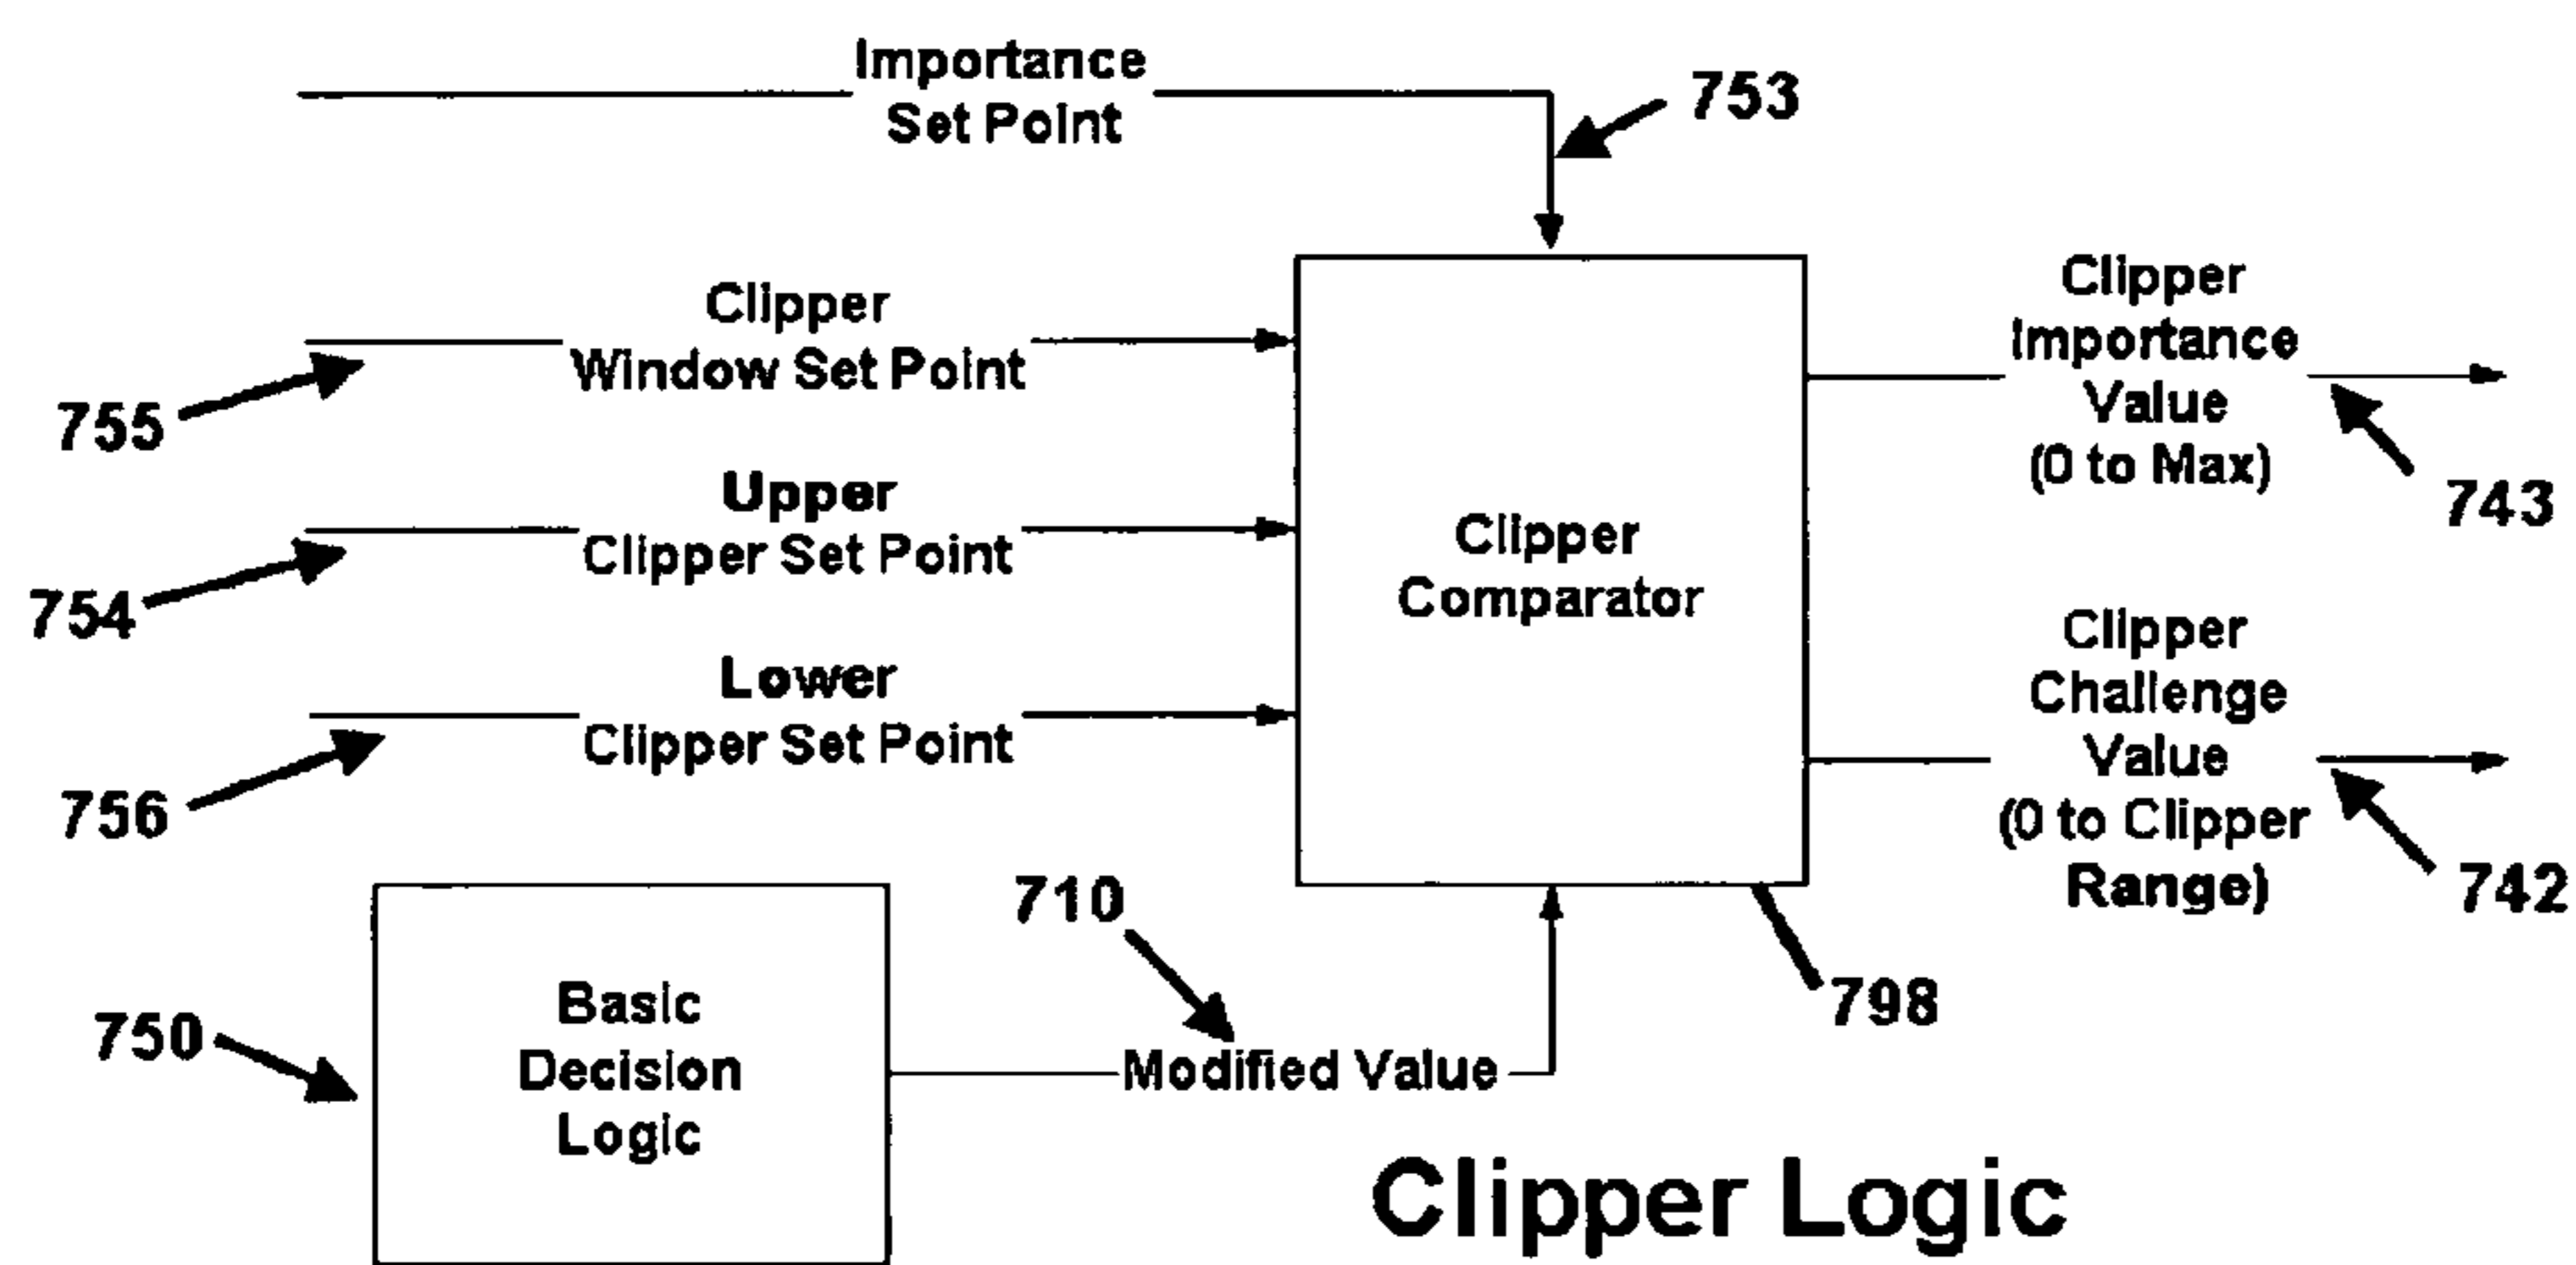 Importance
Set Point
753
Clipper
Window Set Point
755
Upper
Clipper Set Point
754
Lower
Clipper Set Point
756
Clipper
Comparator
798
Clipper
Importance
Value
(0 to Max)
743
Clipper
Challenge
Value
(0 to Clipper
Range)
742
710
Modified Value
750
Basic
Decision
Logic
Clipper Logic